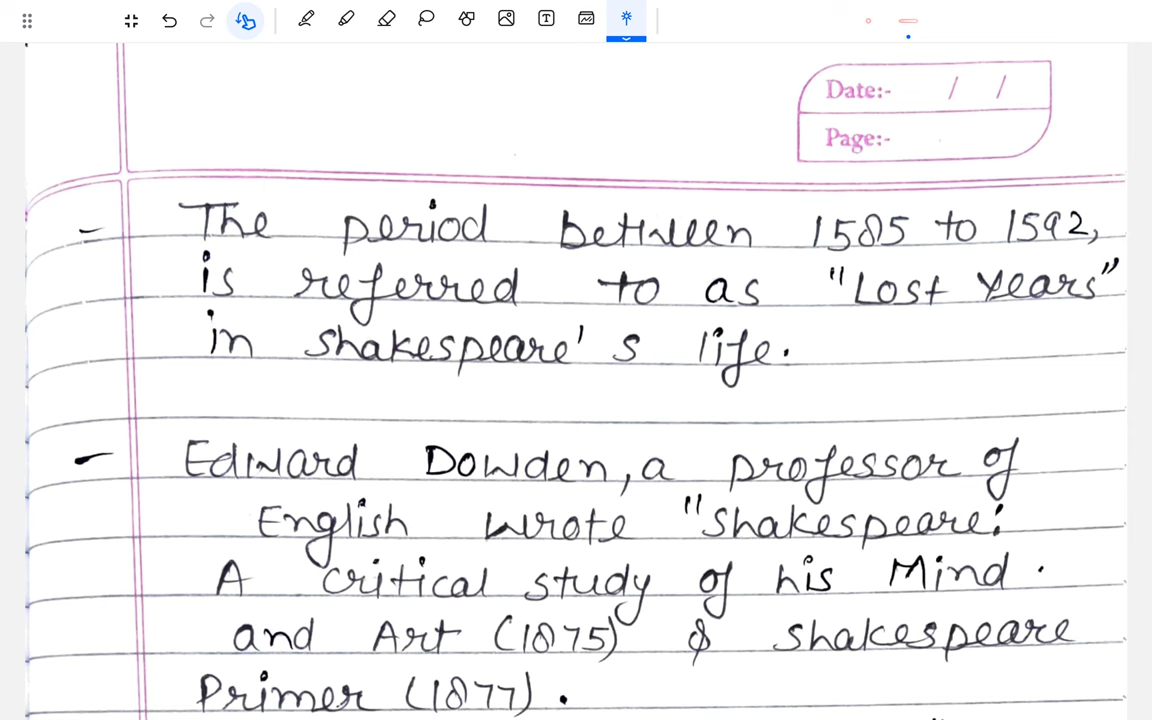 Date:- / /
Page:-
- The period between 1585 to 1592,
is referred to as "Lost Years"
in Shakespeare's life.
- Edward Dowden, a professor of
English wrote "Shakespeare:
A critical study of his Mind
and Art (1875) & Shakespeare
Primer (1877).